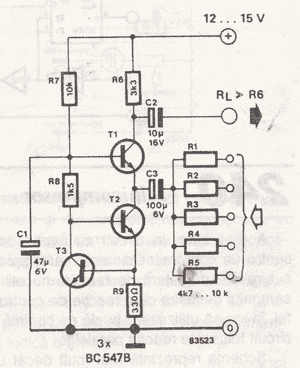 12 ... 15 V
R7
10k
R6
3k3
C2
10µ
16V
RL > R6
T1
R8
1k5
C3
100µ
6V
T2
R1
R2
R3
R4
R5
4k7 ... 10 k
C1
47µ
6V
T3
R9
330Ω
0
83523
3x
BC 547B